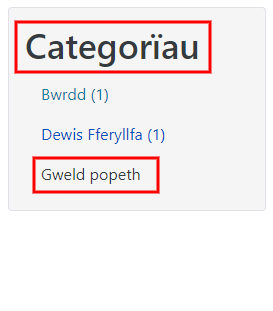 Categorïau
Bwrdd (1)
Dewis Fferyllfa (1)
Gweld popeth